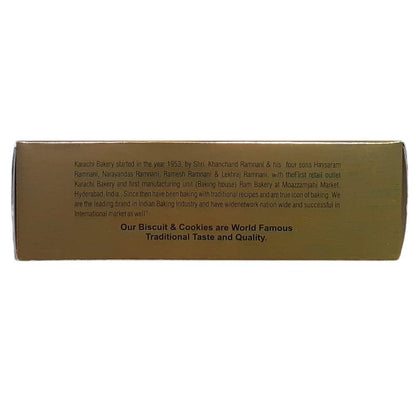 Karachi Bakery started in the year 1953, by Shri. Khanchand Ramnani & his four sons Hassaram
Ramnani, Narayandas Ramnani, Ramesh Ramnani & Lekhraj Ramnani, with theFirst retail outlet
Karachi Bakery and first manufacturing unit (Baking house) Ram Bakery at Moazzamjahi Market,
Hyderabad, India., Since then have been baking with traditional recipes and are true icon of baking. We
are the leading brand in Indian Baking Industry and have widenetwork nation wide and successful in
International market as well"
Our Biscuit & Cookies are World Famous
Traditional Taste and Quality.